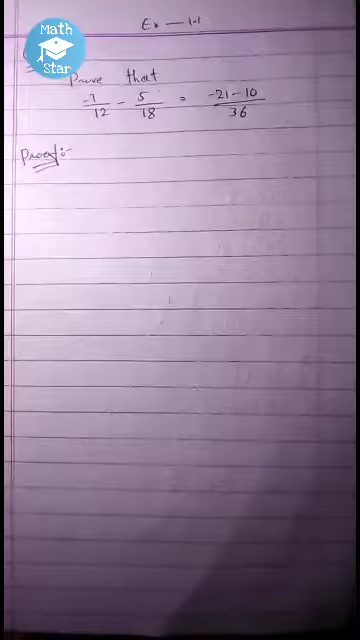 Math
Star
Ex — 1.1
Prove that
-7/12 - 5/18 = -21-10/36
Proof:-